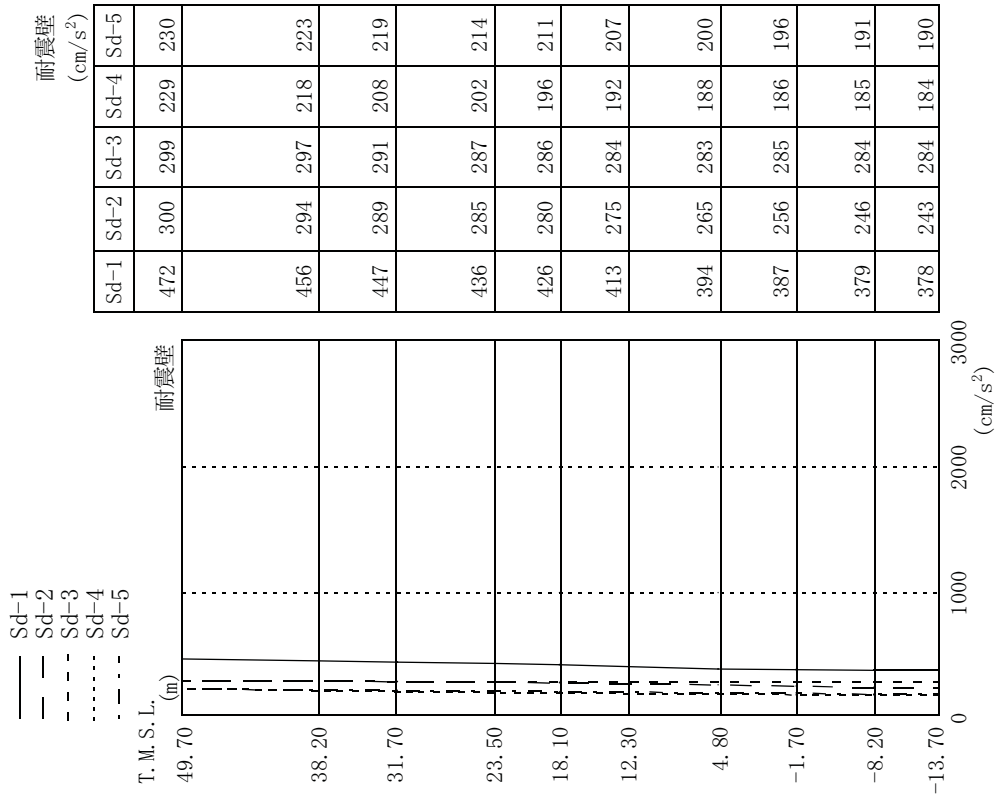 Sd-1
Sd-2
Sd-3
Sd-4
Sd-5
T.M.S.L.
(m)
耐震壁
49.70
38.20
31.70
23.50
18.10
12.30
4.80
-1.70
-8.20
-13.70
0 1000 2000 3000
(cm/s²)
耐震壁
(cm/s²)
Sd-1 Sd-2 Sd-3 Sd-4 Sd-5
472 300 299 229 230
456 294 297 218 223
447 289 291 208 219
436 285 287 202 214
426 280 286 196 211
413 275 284 192 207
394 265 283 188 200
387 256 285 186 196
379 246 284 185 191
378 243 284 184 190